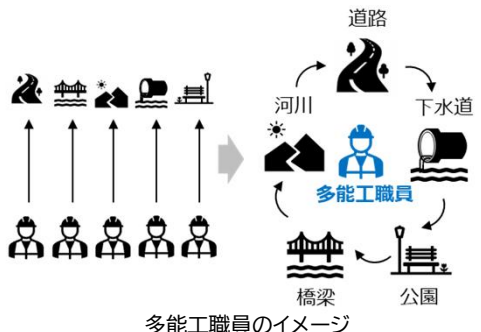 道路
河川
下水道
多能工職員
橋梁
公園
多能工職員のイメージ